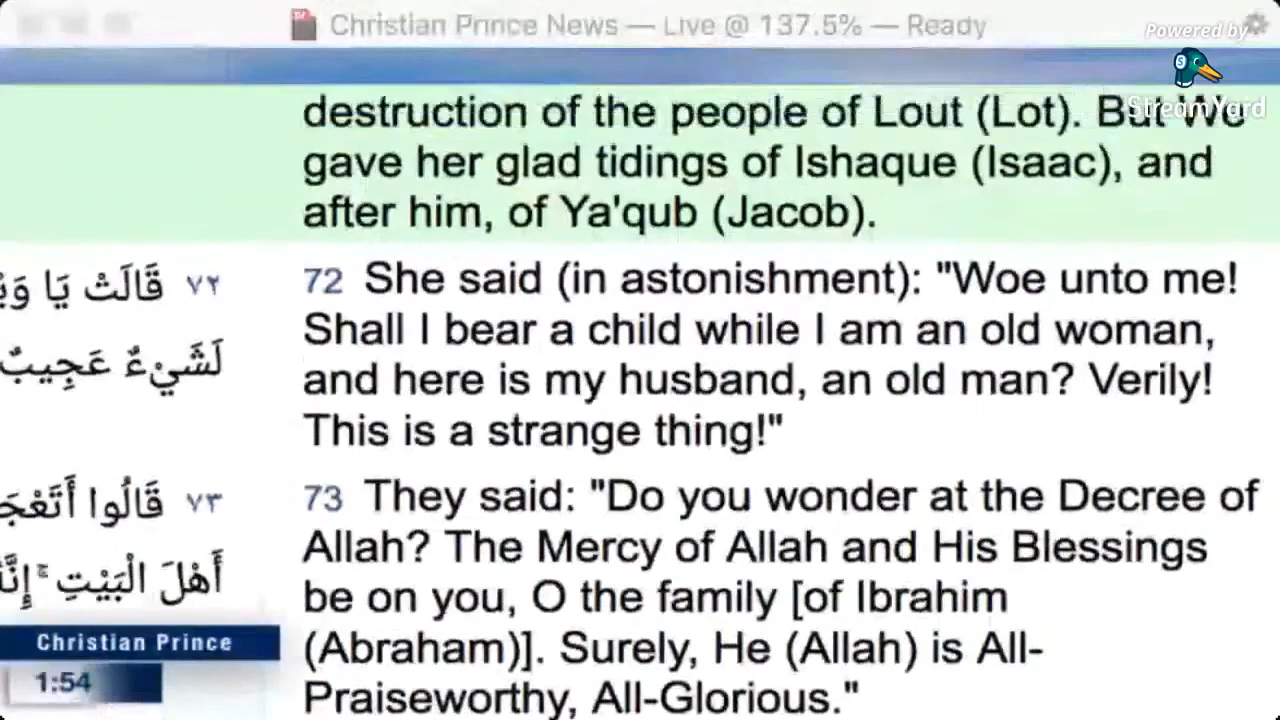 Christian Prince News — Live @ 137.5% — Ready
Powered by
StreamYard
destruction of the people of Lout (Lot). But We
gave her glad tidings of Ishaque (Isaac), and
after him, of Ya'qub (Jacob).
٧٢ قَالَتْ يَا
72 She said (in astonishment): "Woe unto me!
Shall I bear a child while I am an old woman,
لَشَيْءٌ عَجِيبٌ
and here is my husband, an old man? Verily!
This is a strange thing!"
٧٣ قَالُوا
73 They said: "Do you wonder at the Decree of
Allah? The Mercy of Allah and His Blessings
أَهْلَ الْبَيْتِ ۚ
be on you, O the family [of Ibrahim
(Abraham)]. Surely, He (Allah) is All-
Praiseworthy, All-Glorious."
Christian Prince
1:54